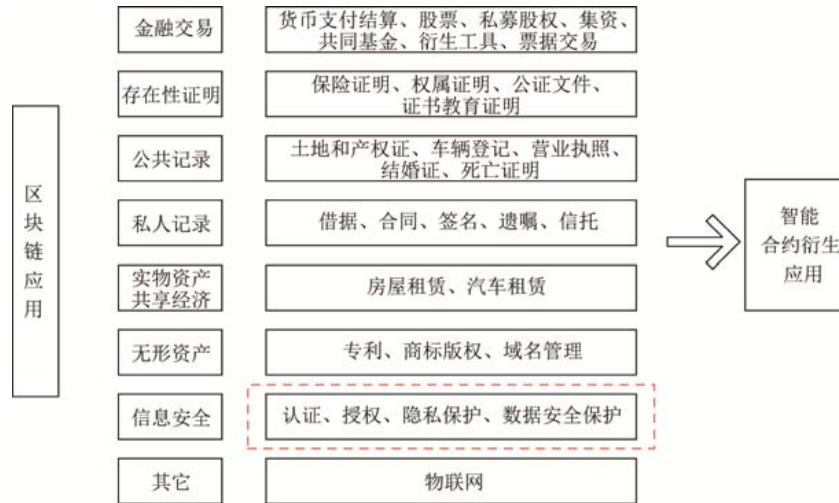 金融交易
货币支付结算、股票、私募股权、集资、
共同基金、衍生工具、票据交易
存在性证明
保险证明、权属证明、公证文件、
证书教育证明
公共记录
土地和产权证、车辆登记、营业执照、
结婚证、死亡证明
区
块
链
应
用
私人记录
借据、合同、签名、遗嘱、信托
智能
合约衍生
应用
实物资产
共享经济
房屋租赁、汽车租赁
无形资产
专利、商标版权、域名管理
信息安全
认证、授权、隐私保护、数据安全保护
其它
物联网